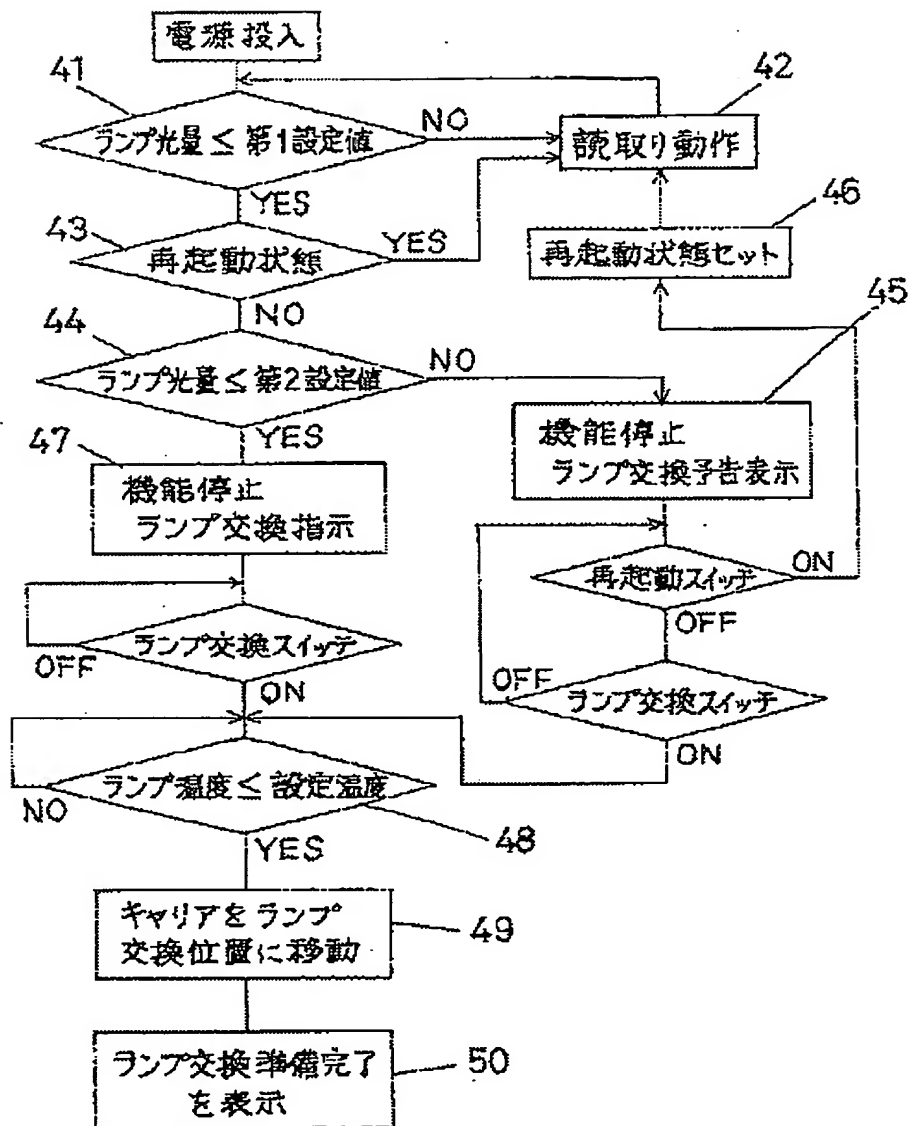 電源投入
41
42
ランプ光量 ≦ 第1設定値
NO
読取り動作
YES
46
43
再起動状態
YES
再起動状態セット
NO
45
44
ランプ光量 ≦ 第2設定値
NO
YES
47
機能停止
ランプ交換予告表示
機能停止
ランプ交換指示
再起動スイッチ
ON
OFF
ランプ交換スイッチ
OFF
OFF
ランプ交換スイッチ
ON
ON
ランプ温度 ≦ 設定温度
NO
48
YES
キャリアをランプ
交換位置に移動
49
ランプ交換準備完了
を表示
50